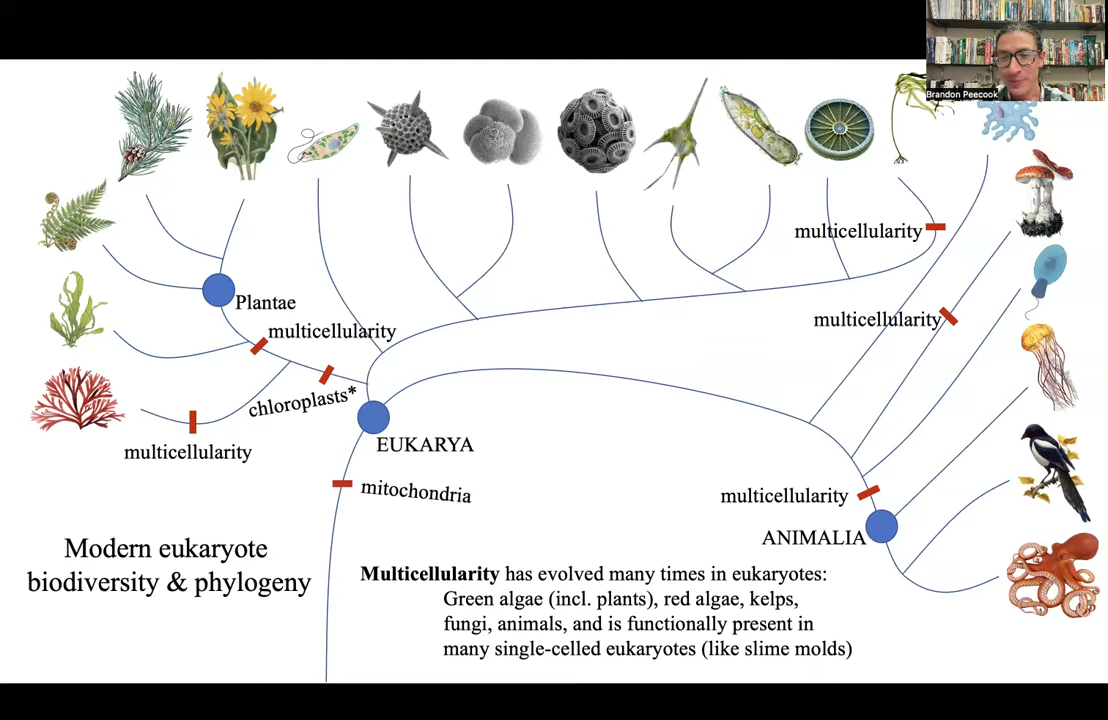 Brandon Peecook
multicellularity
Plantae
multicellularity
multicellularity
chloroplasts*
EUKARYA
multicellularity
mitochondria
multicellularity
ANIMALIA
Modern eukaryote
biodiversity & phylogeny
Multicellularity has evolved many times in eukaryotes:
Green algae (incl. plants), red algae, kelps,
fungi, animals, and is functionally present in
many single-celled eukaryotes (like slime molds)